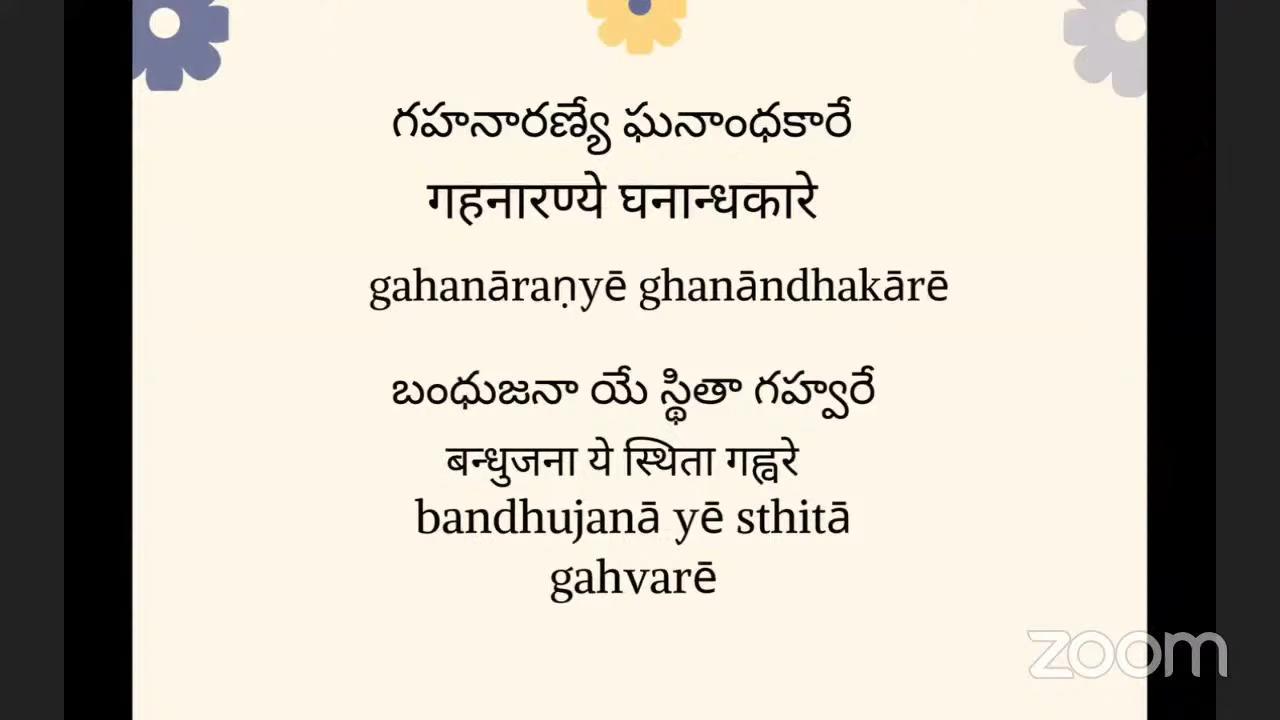 గహనారణ్యే ఘనాంధకారే
गहनारण्ये घनान्धकारे
gahanāraṇyē ghanāndhakārē
బంధుజనా యే స్థితా గహ్వరే
बन्धुजना ये स्थिता गह्वरे
bandhujanā yē sthitā
gahvarē
zoom